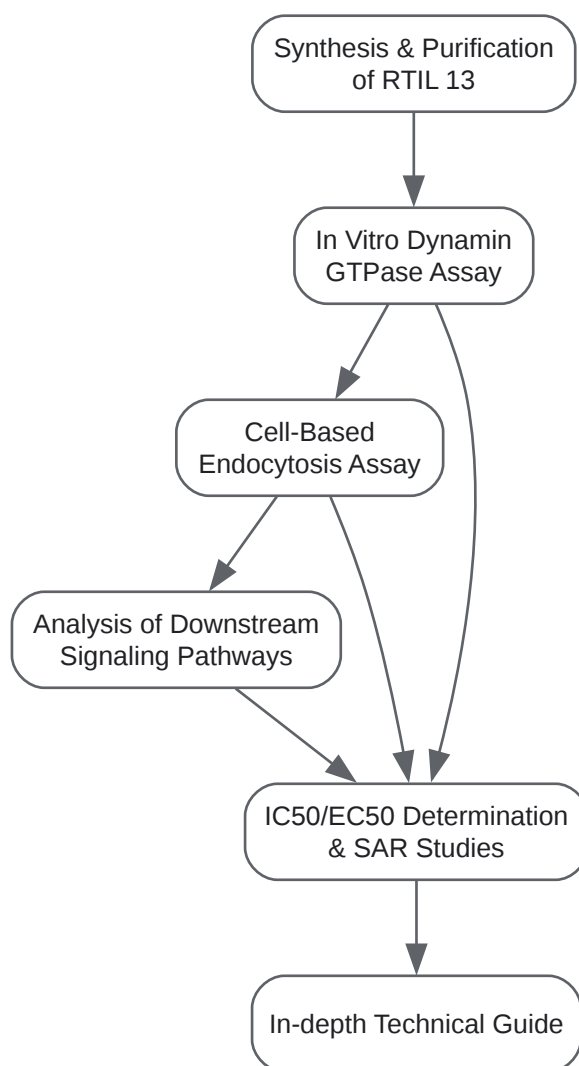 Synthesis & Purification
of RTIL 13
In Vitro Dynamin
GTPase Assay
Cell-Based
Endocytosis Assay
Analysis of Downstream
Signaling Pathways
IC50/EC50 Determination
& SAR Studies
In-depth Technical Guide